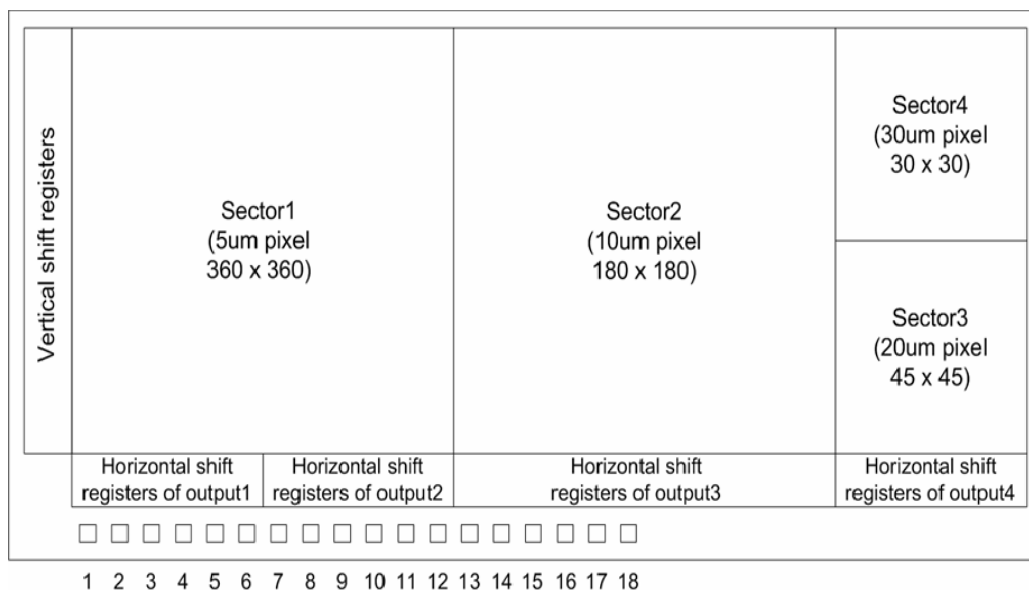 Vertical shift registers
Sector1
(5um pixel
360 x 360)
Sector2
(10um pixel
180 x 180)
Sector4
(30um pixel
30 x 30)
Sector3
(20um pixel
45 x 45)
Horizontal shift
registers of output1
Horizontal shift
registers of output2
Horizontal shift
registers of output3
Horizontal shift
registers of output4
1 2 3 4 5 6 7 8 9 10 11 12 13 14 15 16 17 18